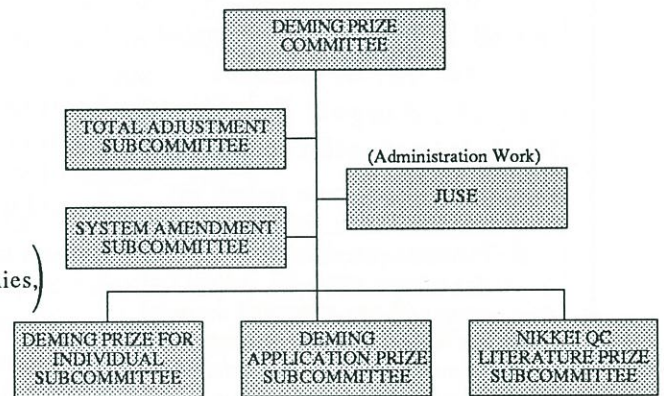 DEMING PRIZE
COMMITTEE
TOTAL ADJUSTMENT
SUBCOMMITTEE
(Administration Work)
JUSE
SYSTEM AMENDMENT
SUBCOMMITTEE
ies,)
DEMING PRIZE FOR
INDIVIDUAL
SUBCOMMITTEE
DEMING
APPLICATION PRIZE
SUBCOMMITTEE
NIKKEI QC
LITERATURE PRIZE
SUBCOMMITTEE